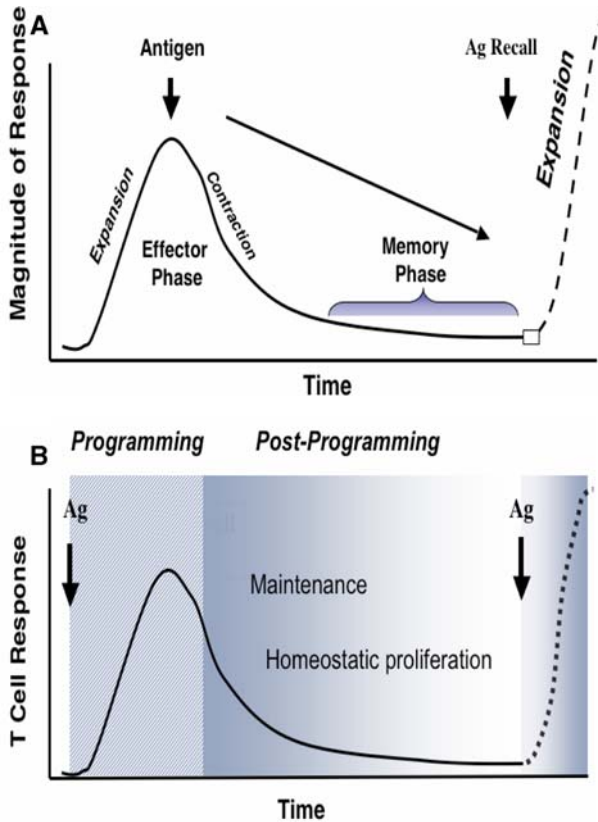 A
Magnitude of Response
Antigen
Ag Recall
Expansion
Contraction
Expansion
Effector
Phase
Memory
Phase
Time
B
Programming
Post-Programming
T Cell Response
Ag
Ag
Maintenance
Homeostatic proliferation
Time